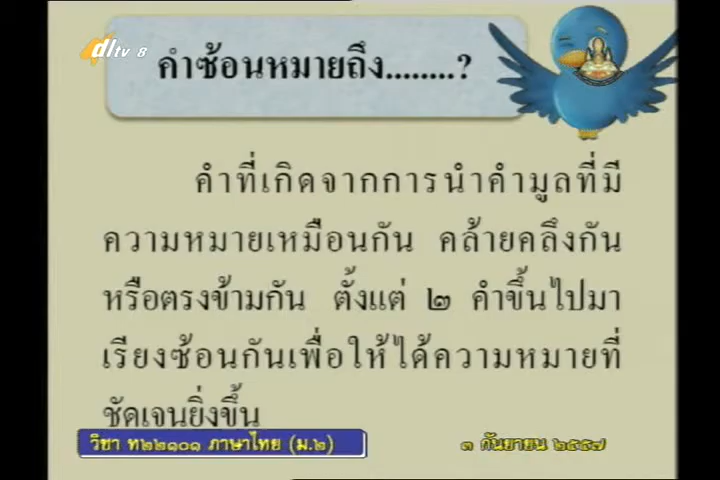 dltv 8
คำซ้อนหมายถึง........?
คำที่เกิดจากการนำคำมูลที่มี
ความหมายเหมือนกัน คล้ายคลึงกัน
หรือตรงข้ามกัน ตั้งแต่ ๒ คำขึ้นไปมา
เรียงซ้อนกันเพื่อให้ได้ความหมายที่
ชัดเจนยิ่งขึ้น
วิชา ท๒๒๑๐๑ ภาษาไทย (ม.๒)
๓ กันยายน ๒๕๕๗